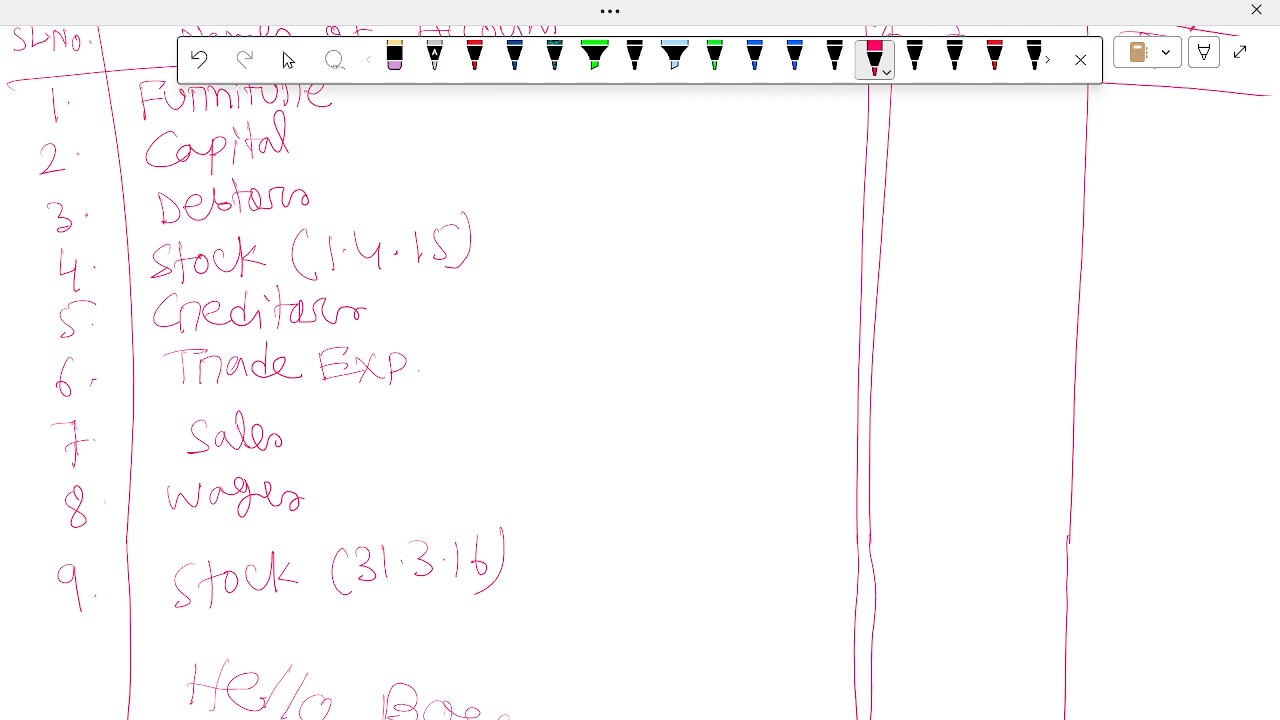 SL.No.
1. Furniture
2. Capital
3. Debtors
4. Stock (1.4.15)
5. Creditors
6. Trade Exp.
7. Sales
8. Wages
9. Stock (31.3.16)
Hello